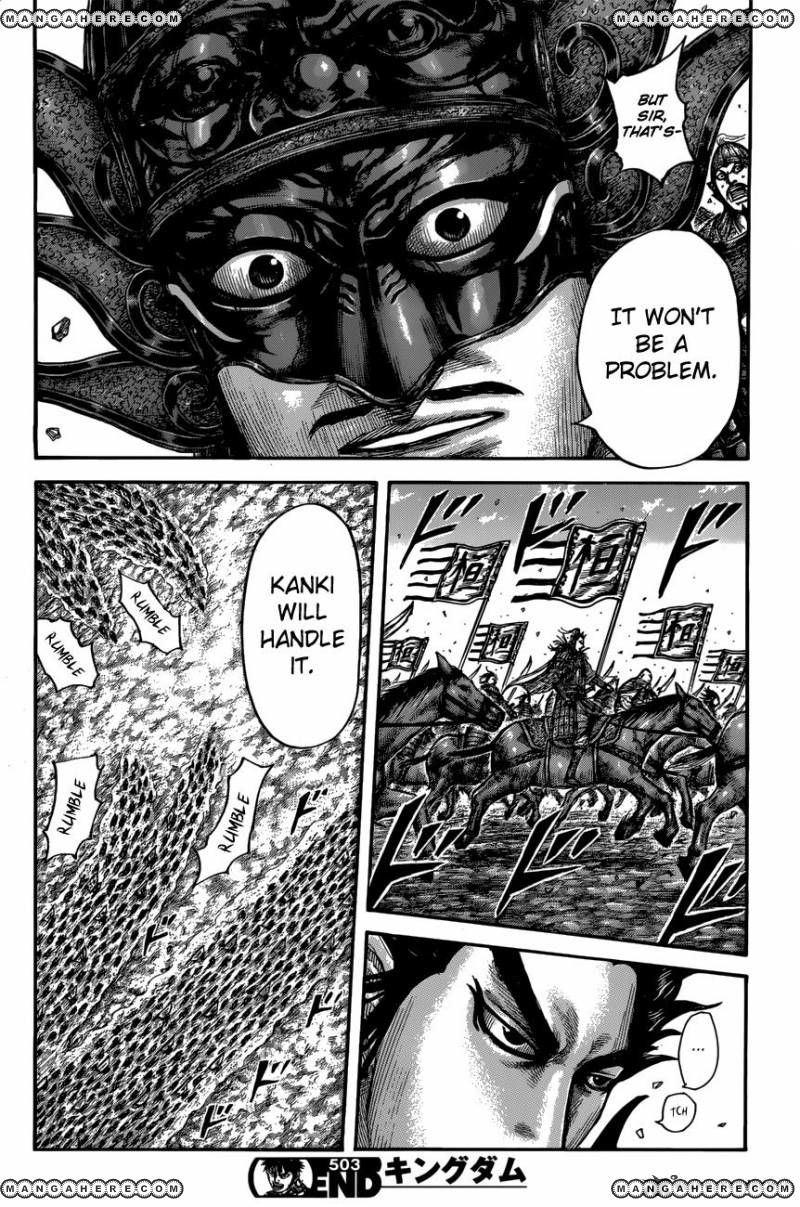 MANGAHERE.COM
MANGAHERE.COM
BUT
SIR,
THAT'S-
IT WON'T
BE A
PROBLEM.
ドドド
桓
桓
桓
桓
桓
ドドド
KANKI
WILL
HANDLE
IT.
RUMBLE
RUMBLE
RUMBLE
RUMBLE
ドドドド
...
TCH
503
END
キングダム
MANGAHERE.COM
MANGAHERE.COM